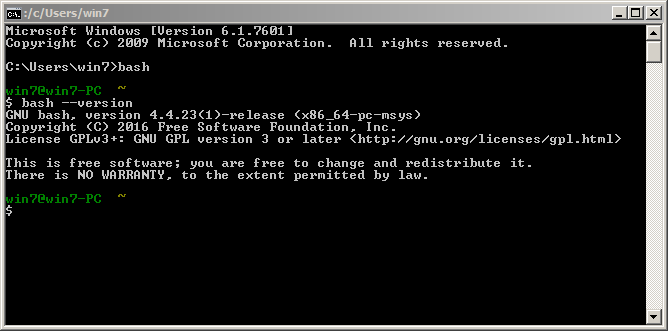 :/c/Users/win7
Microsoft Windows [Version 6.1.7601]
Copyright (c) 2009 Microsoft Corporation.  All rights reserved.
C:\Users\win7>bash
win7@win7-PC  ~
$ bash --version
GNU bash, version 4.4.23(1)-release (x86_64-pc-msys)
Copyright (C) 2016 Free Software Foundation, Inc.
License GPLv3+: GNU GPL version 3 or later <http://gnu.org/licenses/gpl.html>
This is free software; you are free to change and redistribute it.
There is NO WARRANTY, to the extent permitted by law.
win7@win7-PC  ~
$